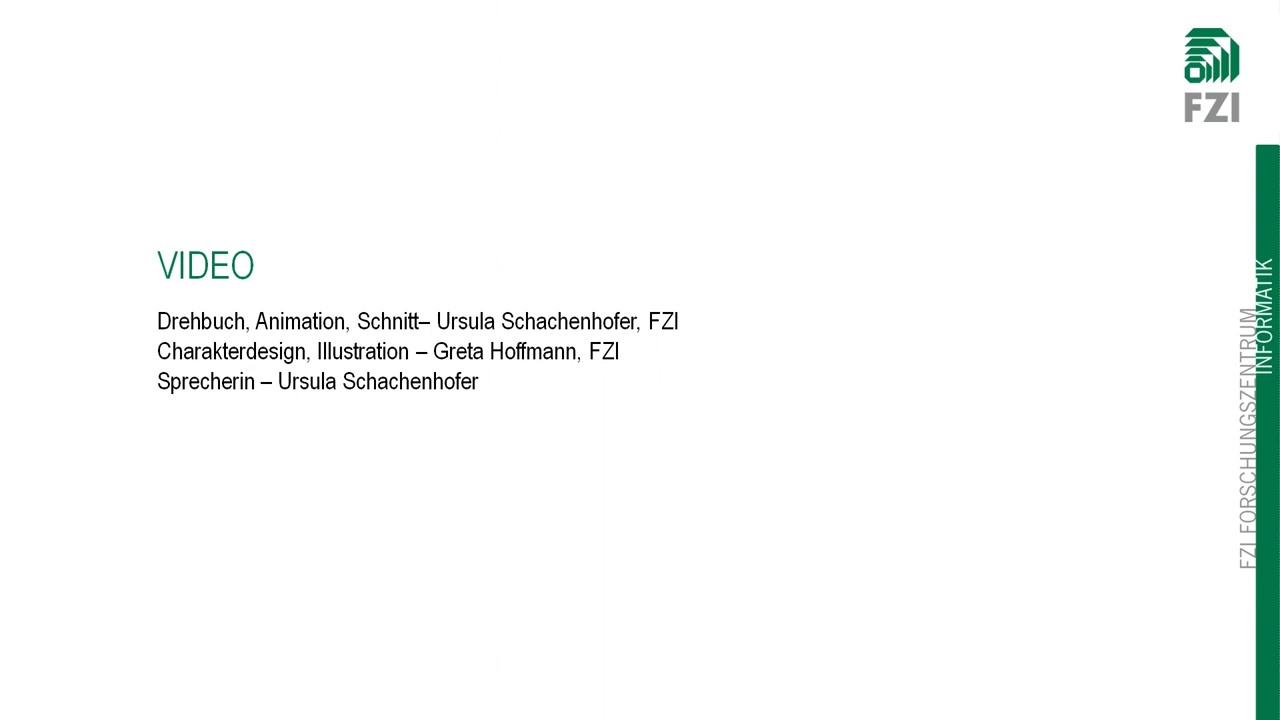 FZI
VIDEO
Drehbuch, Animation, Schnitt– Ursula Schachenhofer, FZI
Charakterdesign, Illustration – Greta Hoffmann, FZI
Sprecherin – Ursula Schachenhofer
FZI FORSCHUNGSZENTRUM
INFORMATIK